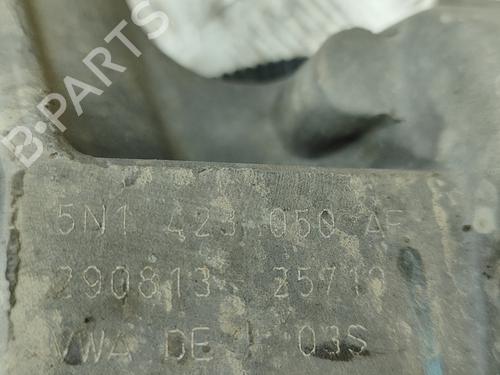 B-PARTS
5N1 423 050 AF
290813 25719
VWA DE 03S